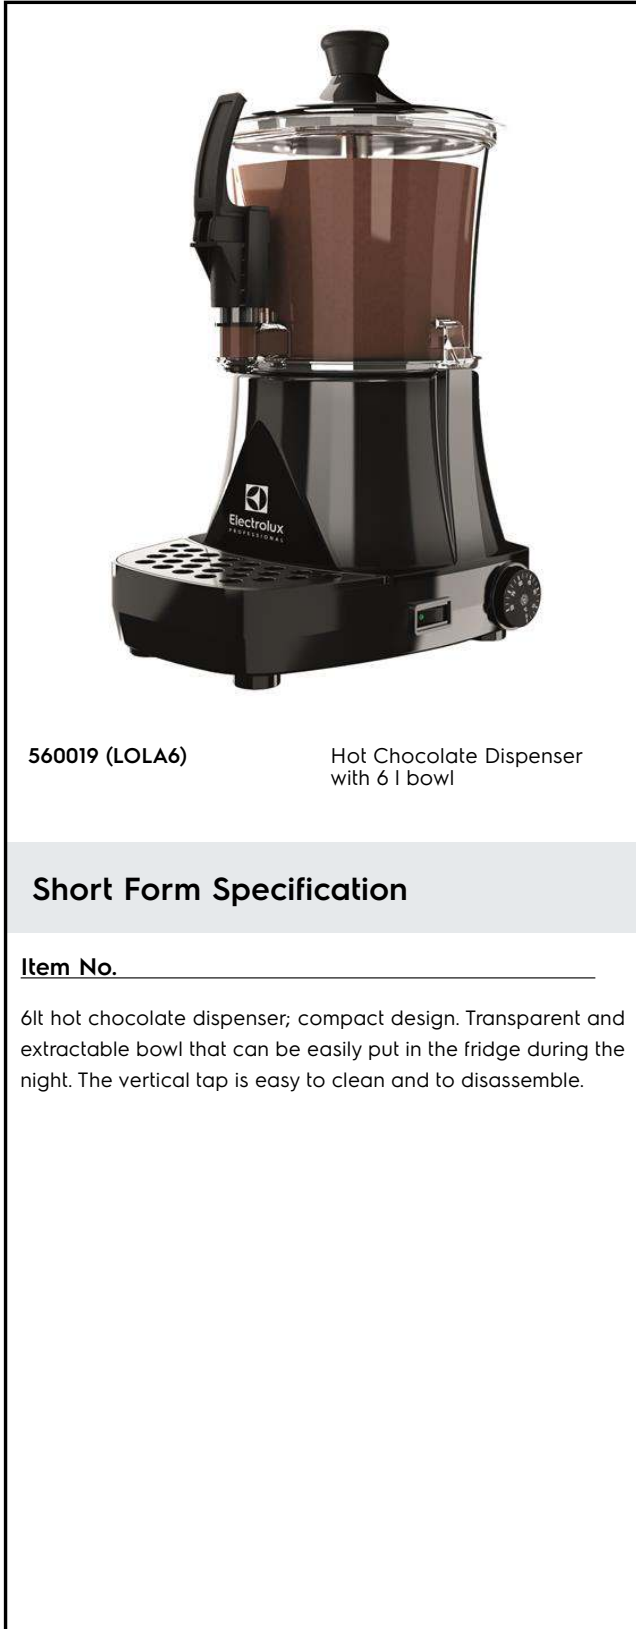 Electrolux
PROFESSIONAL
560019 (LOLA6)
Hot Chocolate Dispenser
with 6 l bowl
Short Form Specification
Item No.
6lt hot chocolate dispenser; compact design. Transparent and
extractable bowl that can be easily put in the fridge during the
night. The vertical tap is easy to clean and to disassemble.